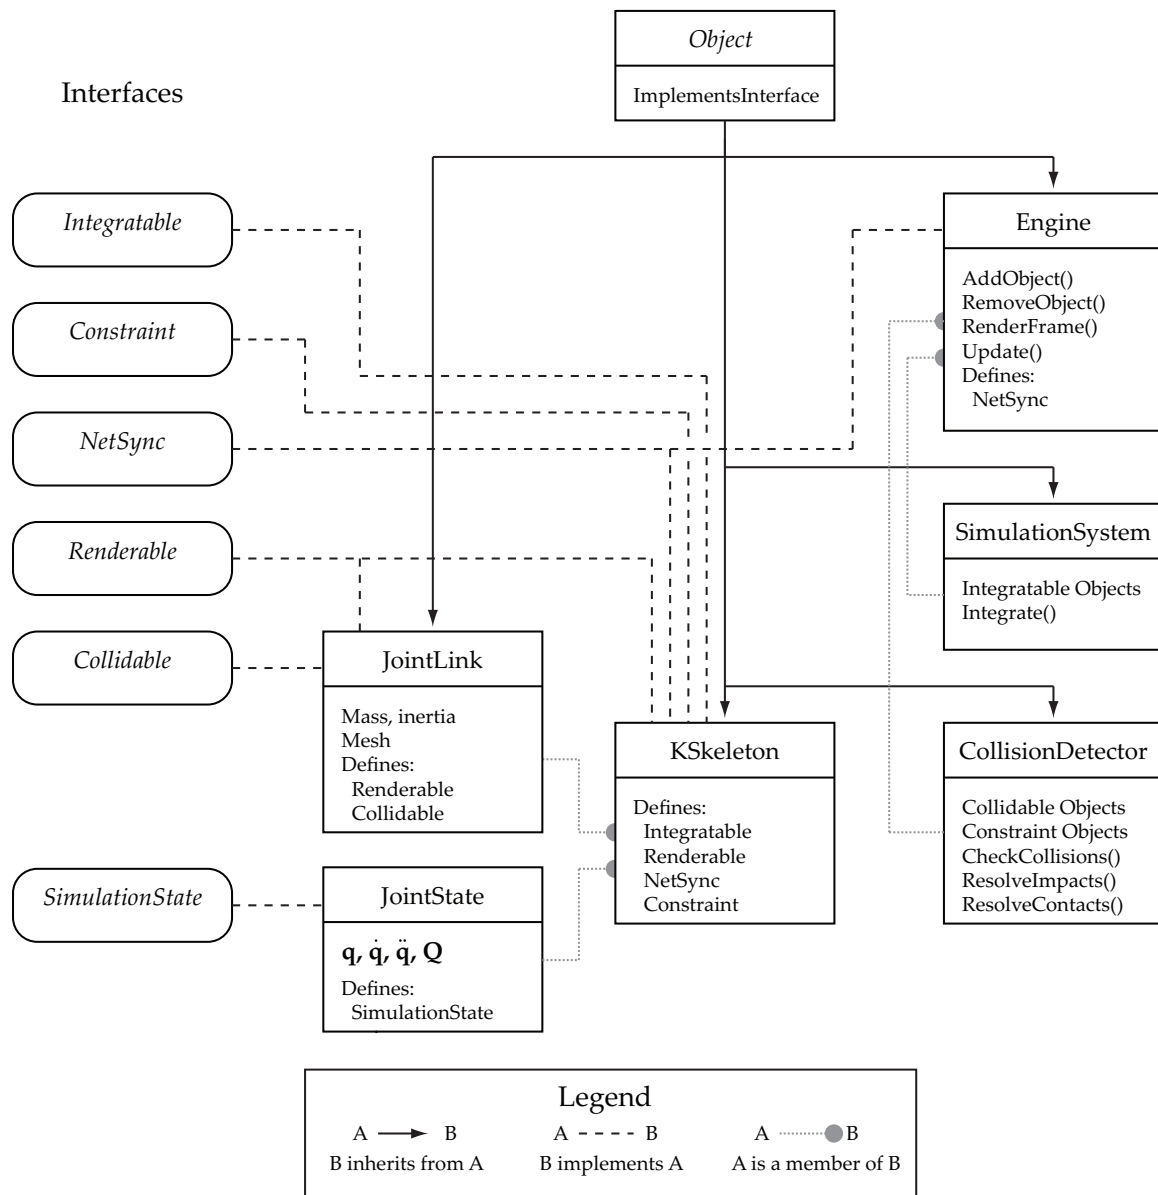 Object
ImplementsInterface
Interfaces
Integratable
Constraint
NetSync
Renderable
Collidable
SimulationState
Engine
AddObject()
RemoveObject()
RenderFrame()
Update()
Defines:
NetSync
SimulationSystem
Integratable Objects
Integrate()
JointLink
Mass, inertia
Mesh
Defines:
Renderable
Collidable
KSkeleton
Defines:
Integratable
Renderable
NetSync
Constraint
CollisionDetector
Collidable Objects
Constraint Objects
CheckCollisions()
ResolveImpacts()
ResolveContacts()
JointState
q, q̇, q̈, Q
Defines:
SimulationState
Legend
A B
B inherits from A
A B
B implements A
A B
A is a member of B